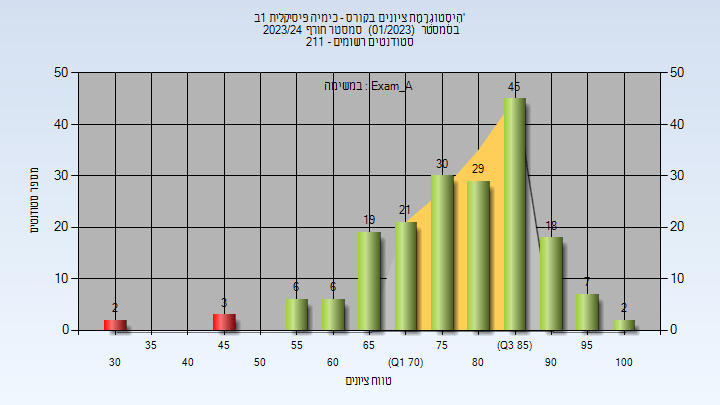 הִיסְטוֹגְרָמַת ציונים בקורס - כימיה פיסיקלית 1ב'
בסמסטר (01/2023) סמסטר חורף 2023/24
סטודנטים רשומים - 211
במשימה : Exam_A
50 50
40 40
30 30
20 20
10 10
0 0
2 3 6 6 19 21 30 29 45 18 7 2
מספר סטודנטים
35 45 55 65 75 (Q3 85) 95
30 40 50 60 (Q1 70) 80 90 100
טווח ציונים